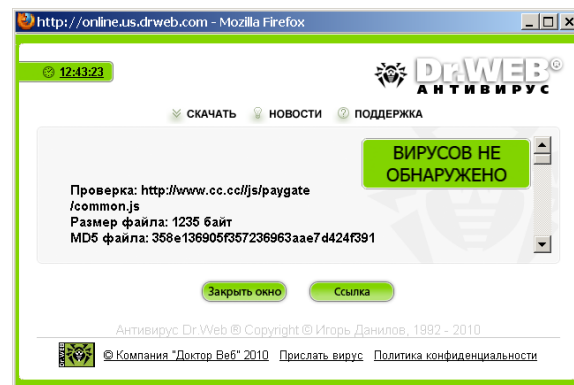 http://online.us.drweb.com - Mozilla Firefox
12:43:23
Dr.WEB®
АНТИВИРУС
СКАЧАТЬ НОВОСТИ ПОДДЕРЖКА
ВИРУСОВ НЕ
ОБНАРУЖЕНО
Проверка: http://www.cc.cc//js/paygate
/common.js
Размер файла: 1235 байт
MD5 файла: 358e136905f357236963aae7d424f391
Закрыть окно Ссылка
Антивирус Dr.Web ® Copyright © Игорь Данилов, 1992 - 2010
Dr.WEB © Компания "Доктор Веб" 2010 Прислать вирус Политика конфиденциальности